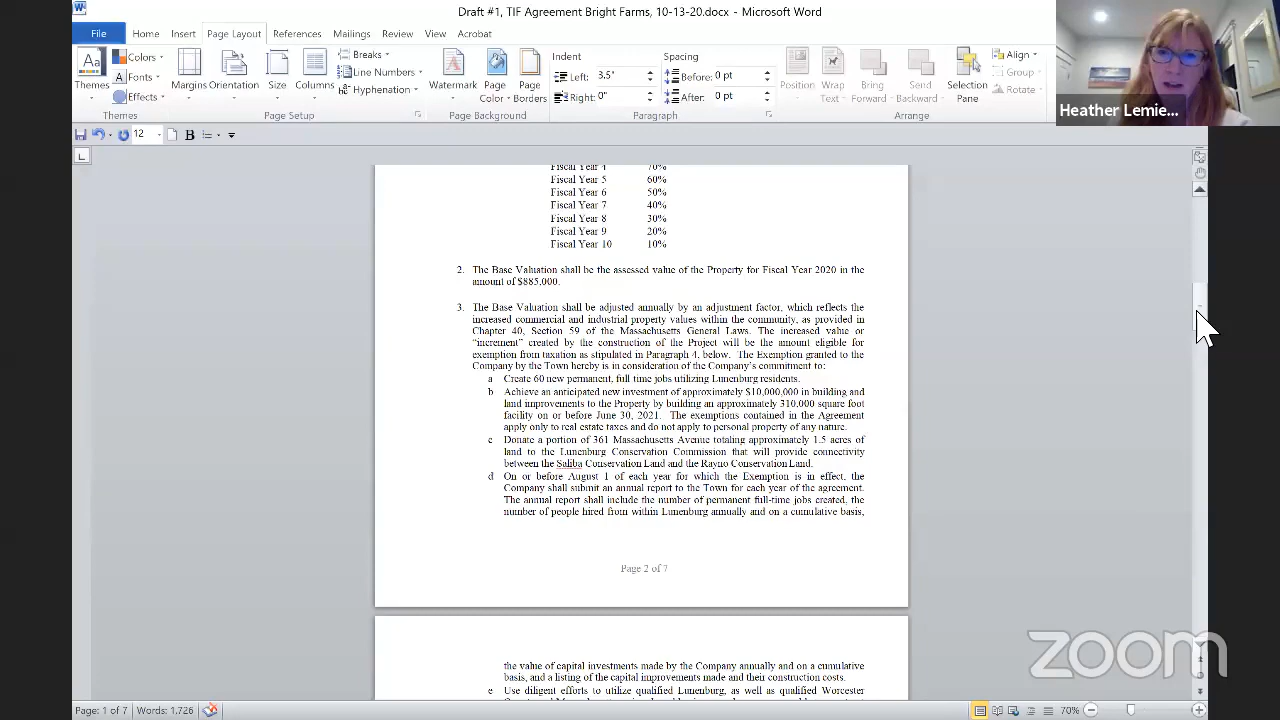 Draft #1, TIF Agreement Bright Farms, 10-13-20.docx - Microsoft Word
File Home Insert Page Layout References Mailings Review View Acrobat
Themes Colors Fonts Effects Margins Orientation Size Columns Breaks Line Numbers Hyphenation Watermark Page Color Page Borders Indent Left: 3.5" Right: 0" Spacing Before: 0 pt After: 0 pt Position Wrap Text Bring Forward Send Backward Selection Pane Align Group Rotate
Themes Page Setup Page Background Paragraph Arrange
Heather Lemie...
12 B
Fiscal Year 4 70%
Fiscal Year 5 60%
Fiscal Year 6 50%
Fiscal Year 7 40%
Fiscal Year 8 30%
Fiscal Year 9 20%
Fiscal Year 10 10%
2. The Base Valuation shall be the assessed value of the Property for Fiscal Year 2020 in the
amount of $885,000.
3. The Base Valuation shall be adjusted annually by an adjustment factor, which reflects the
increased commercial and industrial property values within the community, as provided in
Chapter 40, Section 59 of the Massachusetts General Laws. The increased value or
"increment" created by the construction of the Project will be the amount eligible for
exemption from taxation as stipulated in Paragraph 4, below. The Exemption granted to the
Company by the Town hereby is in consideration of the Company's commitment to:
a Create 60 new permanent, full time jobs utilizing Lunenburg residents.
b Achieve an anticipated new investment of approximately $10,000,000 in building and
land improvements to the Property by building an approximately 310,000 square foot
facility on or before June 30, 2021. The exemptions contained in the Agreement
apply only to real estate taxes and do not apply to personal property of any nature.
c Donate a portion of 361 Massachusetts Avenue totaling approximately 1.5 acres of
land to the Lunenburg Conservation Commission that will provide connectivity
between the Saliba Conservation Land and the Rayno Conservation Land.
d On or before August 1 of each year for which the Exemption is in effect, the
Company shall submit an annual report to the Town for each year of the agreement.
The annual report shall include the number of permanent full-time jobs created, the
number of people hired from within Lunenburg annually and on a cumulative basis,
Page 2 of 7
the value of capital investments made by the Company annually and on a cumulative
basis, and a listing of the capital improvements made and their construction costs.
e Use diligent efforts to utilize qualified Lunenburg, as well as qualified Worcester
zoom
Page: 1 of 7 Words: 1,726 70%